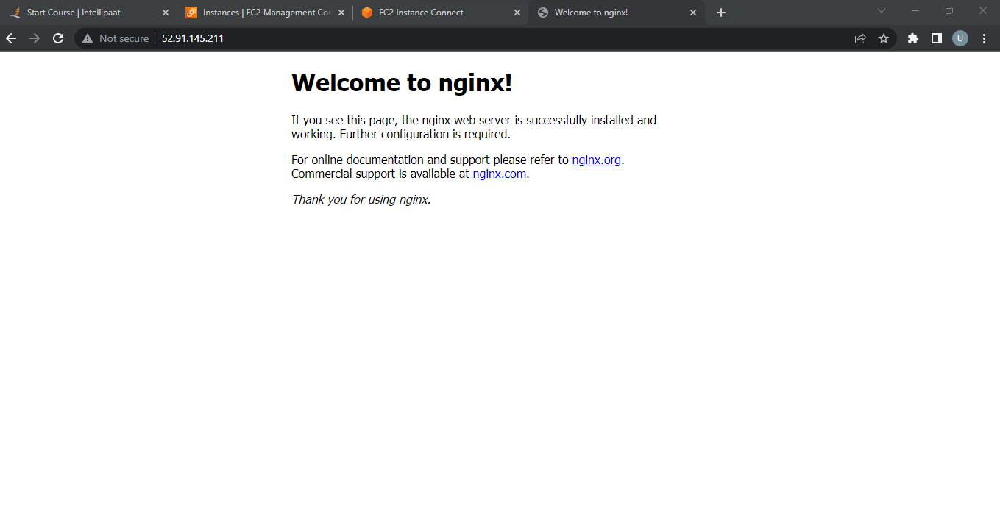 Start Course | Intellipaat
Instances | EC2 Management Cor
EC2 Instance Connect
Welcome to nginx!
Not secure
52.91.145.211
U
Welcome to nginx!
If you see this page, the nginx web server is successfully installed and
working. Further configuration is required.
For online documentation and support please refer to nginx.org.
Commercial support is available at nginx.com.
Thank you for using nginx.